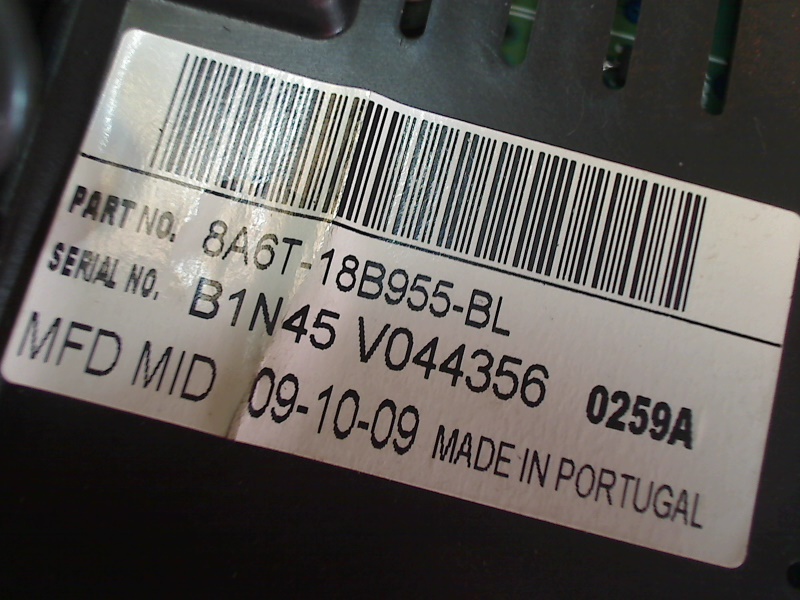 PART NO. 8A6T-18B955-BL
SERIAL NO. B1N45 V044356 0259A
MFD MID 09-10-09 MADE IN PORTUGAL